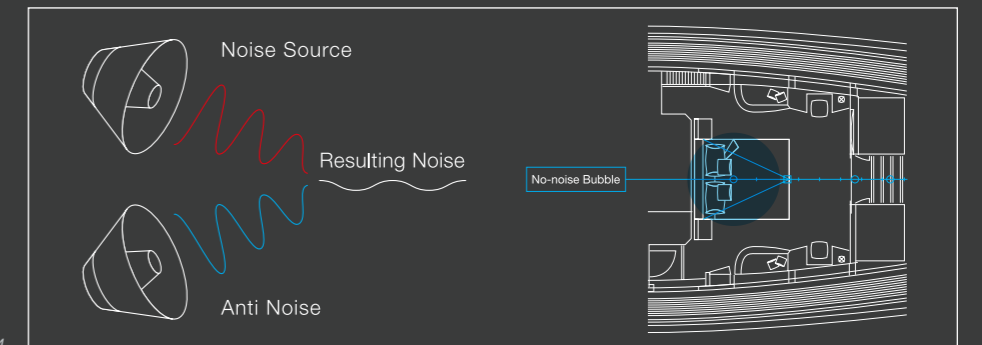 Noise Source
Resulting Noise
No-noise Bubble
Anti Noise